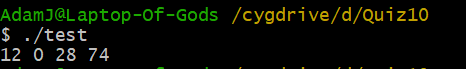 AdamJ@Laptop-Of-Gods /cygdrive/d/Quiz10
$ ./test
12 0 28 74